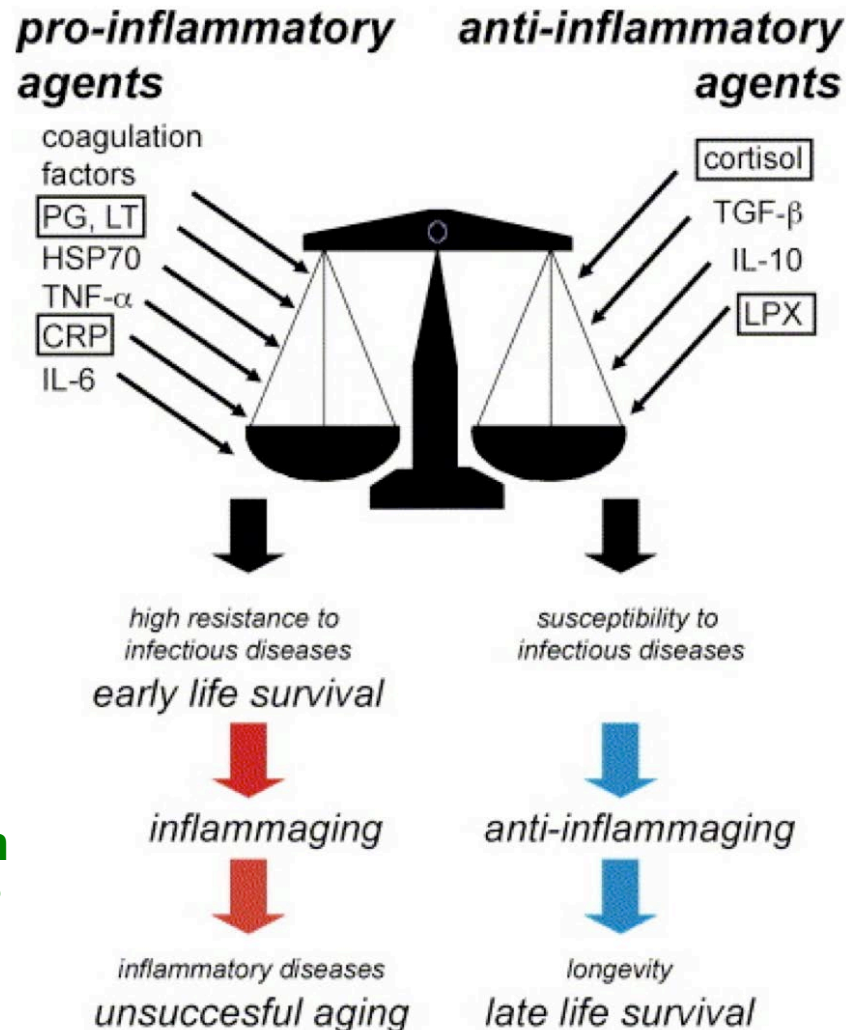 pro-inflammatory
agents
anti-inflammatory
agents
coagulation
factors
PG, LT
HSP70
TNF-α
CRP
IL-6
cortisol
TGF-β
IL-10
LPX
high resistance to
infectious diseases
early life survival
susceptibility to
infectious diseases
inflammaging
anti-inflammaging
inflammatory diseases
unsuccesful aging
longevity
late life survival